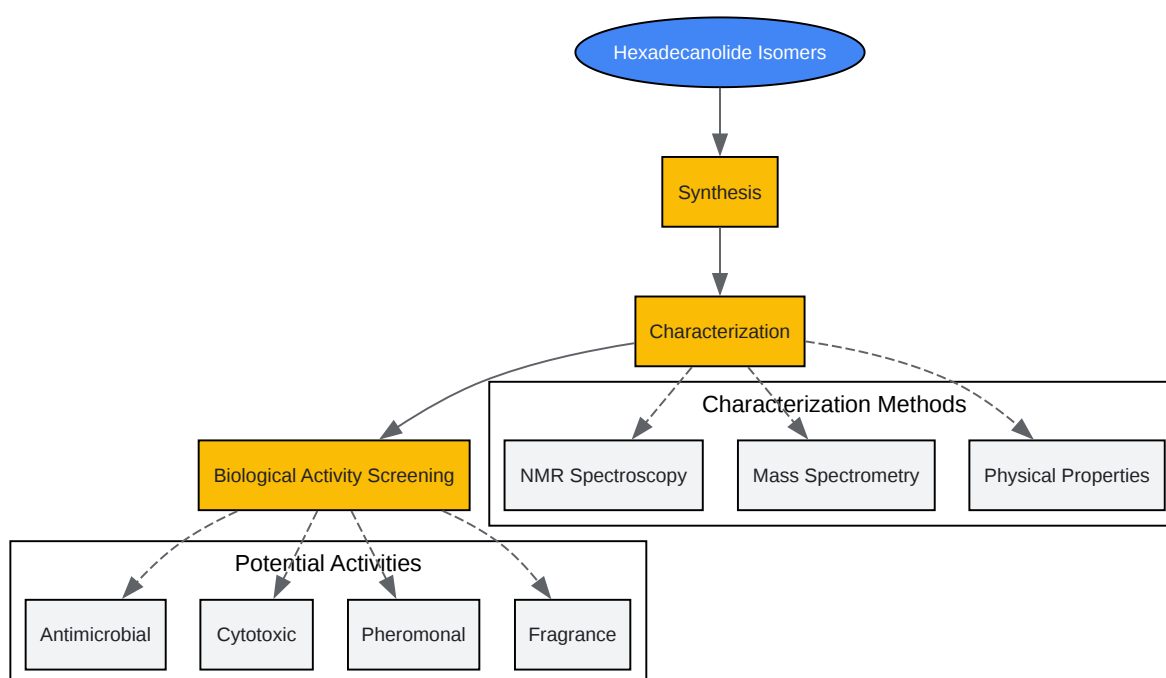 Hexadecanolide Isomers
Synthesis
Characterization
Characterization Methods
NMR Spectroscopy
Mass Spectrometry
Physical Properties
Biological Activity Screening
Potential Activities
Antimicrobial
Cytotoxic
Pheromonal
Fragrance